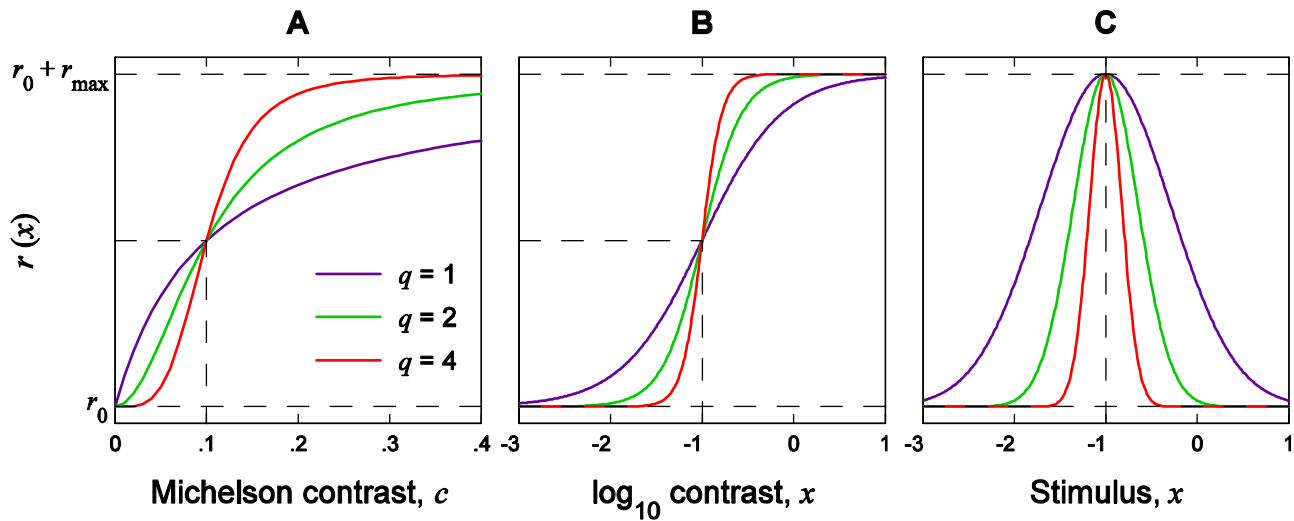 A
B
C
r0 + rmax
r (x)
r0
q = 1
q = 2
q = 4
0 .1 .2 .3 .4
-3 -2 -1 0 1
-3 -2 -1 0 1
Michelson contrast, c
log10 contrast, x
Stimulus, x